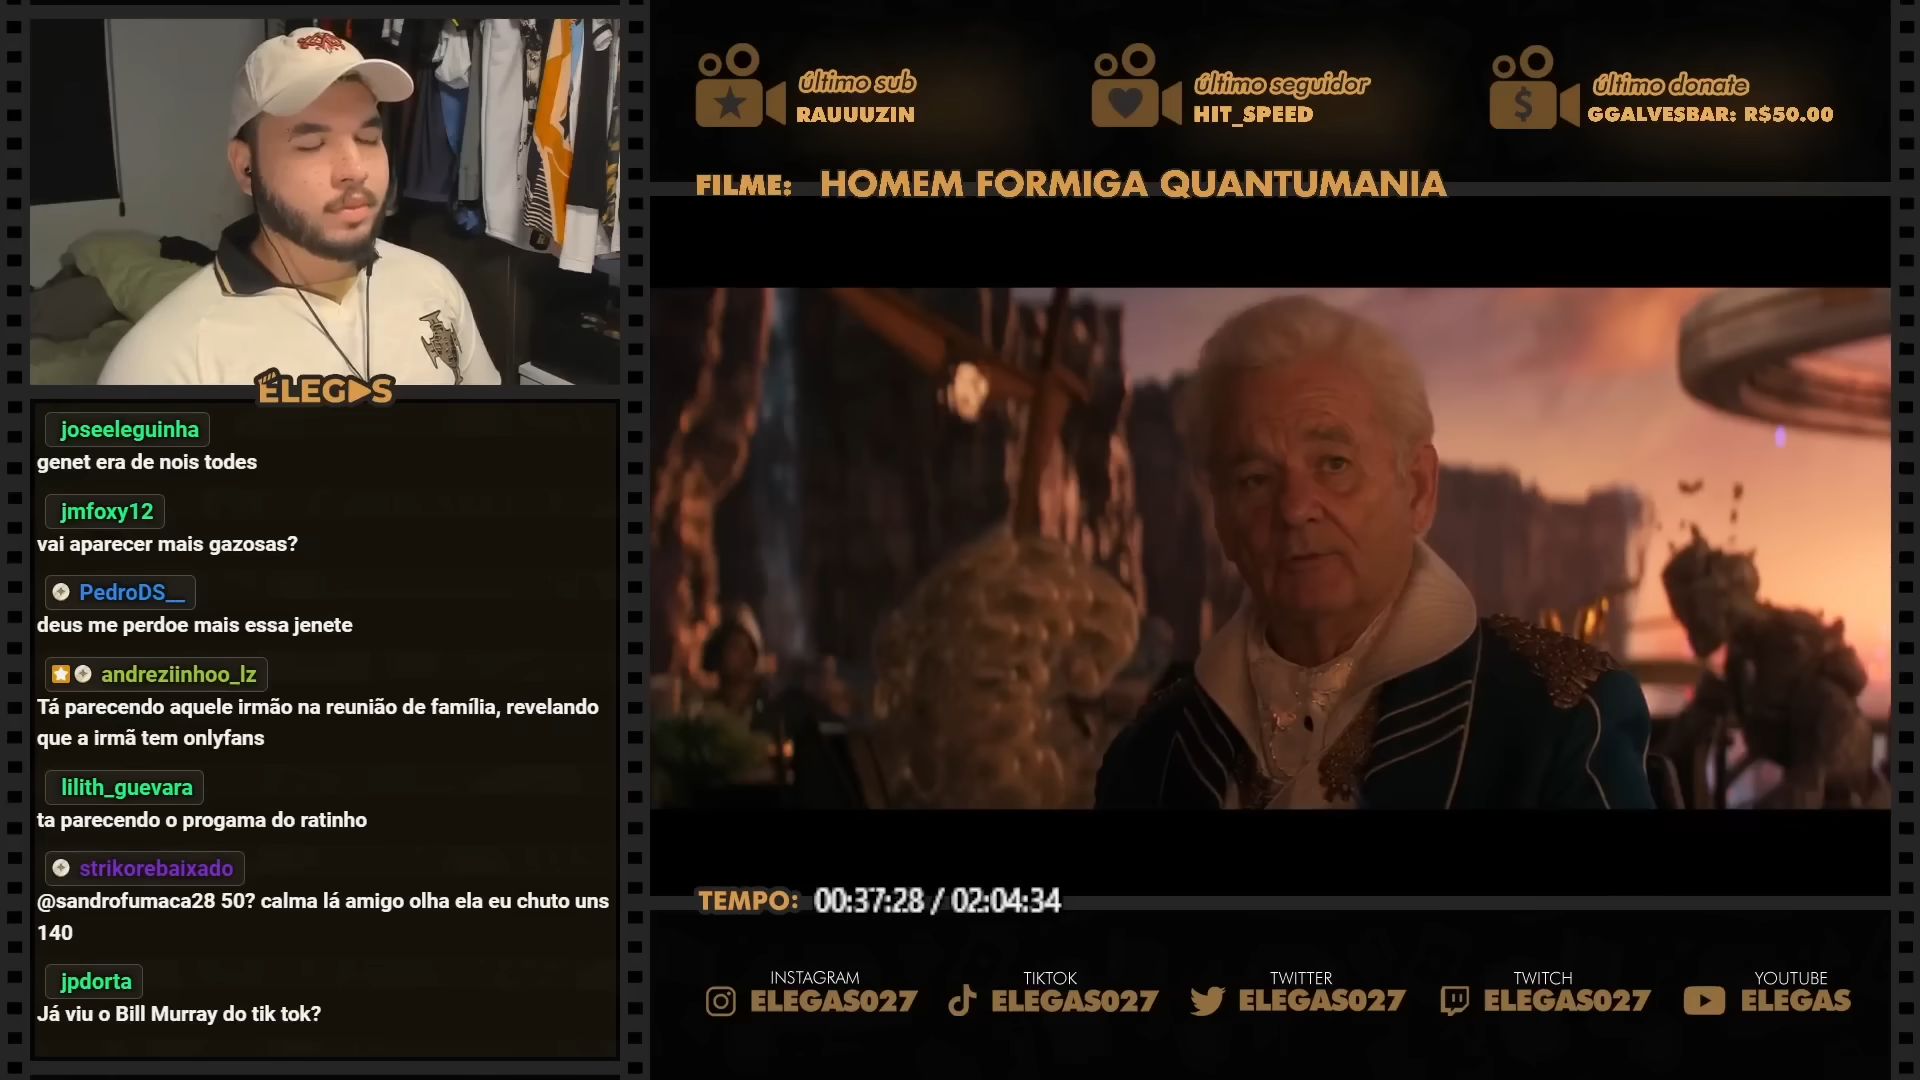 último sub
RAUUUZIN
último seguidor
HIT_SPEED
último donate
GGALVESBAR: R$50.00
FILME: HOMEM FORMIGA QUANTUMANIA
ELEGAS
joseeleguinha
genet era de nois todes
jmfoxy12
vai aparecer mais gazosas?
PedroDS__
deus me perdoe mais essa jenete
andreziinhoo_lz
Tá parecendo aquele irmão na reunião de família, revelando
que a irmã tem onlyfans
lilith_guevara
ta parecendo o progama do ratinho
strikorebaixado
@sandrofumaca28 50? calma lá amigo olha ela eu chuto uns
140
jpdorta
Já viu o Bill Murray do tik tok?
TEMPO: 00:37:28 / 02:04:34
INSTAGRAM
ELEGAS027
TIKTOK
ELEGAS027
TWITTER
ELEGAS027
TWITCH
ELEGAS027
YOUTUBE
ELEGAS